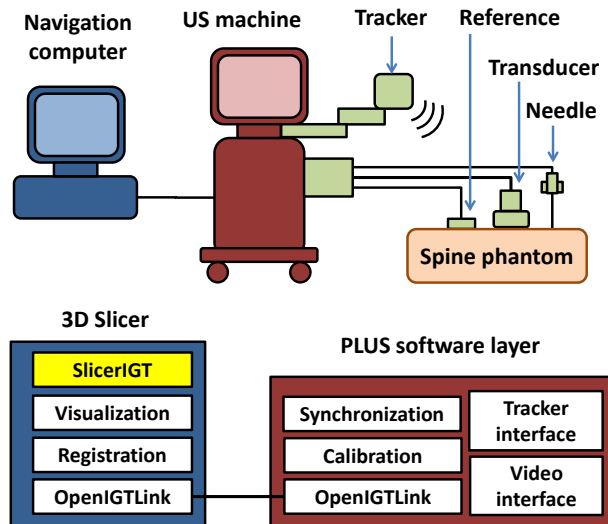 Navigation
computer
US machine
Tracker
Reference
Transducer
Needle
Spine phantom
3D Slicer
SlicerIGT
Visualization
Registration
OpenIGTLink
PLUS software layer
Synchronization
Calibration
OpenIGTLink
Tracker
interface
Video
interface